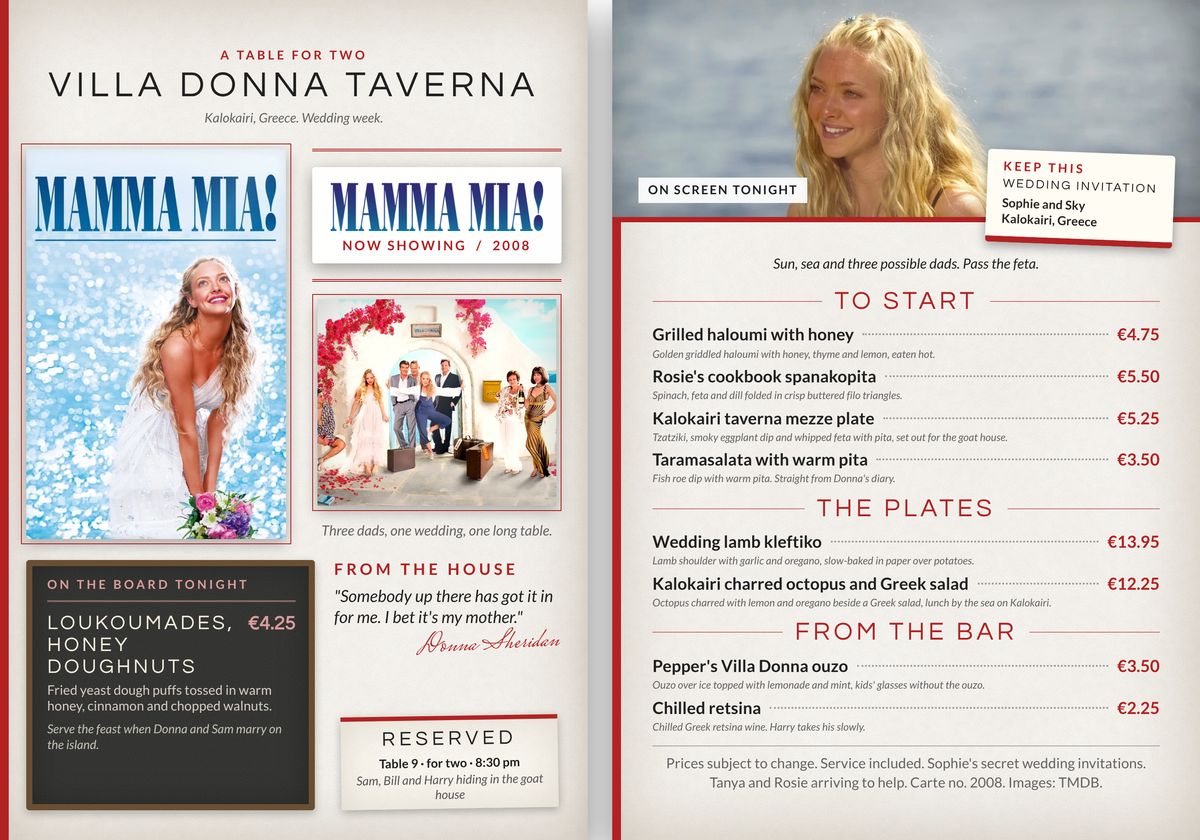 A TABLE FOR TWO
VILLA DONNA TAVERNA
Kalokairi, Greece. Wedding week.
MAMMA MIA!
MAMMA MIA!
NOW SHOWING / 2008
VILLA DONNA
Three dads, one wedding, one long table.
ON THE BOARD TONIGHT
LOUKOUMADES, €4.25
HONEY
DOUGHNUTS
Fried yeast dough puffs tossed in warm
honey, cinnamon and chopped walnuts.
Serve the feast when Donna and Sam marry on
the island.
FROM THE HOUSE
"Somebody up there has got it in
for me. I bet it's my mother."
Donna Sheridan
RESERVED
Table 9 · for two · 8:30 pm
Sam, Bill and Harry hiding in the goat
house
ON SCREEN TONIGHT
KEEP THIS
WEDDING INVITATION
Sophie and Sky
Kalokairi, Greece
Sun, sea and three possible dads. Pass the feta.
TO START
Grilled haloumi with honey €4.75
Golden griddled haloumi with honey, thyme and lemon, eaten hot.
Rosie's cookbook spanakopita €5.50
Spinach, feta and dill folded in crisp buttered filo triangles.
Kalokairi taverna mezze plate €5.25
Tzatziki, smoky eggplant dip and whipped feta with pita, set out for the goat house.
Taramasalata with warm pita €3.50
Fish roe dip with warm pita. Straight from Donna's diary.
THE PLATES
Wedding lamb kleftiko €13.95
Lamb shoulder with garlic and oregano, slow-baked in paper over potatoes.
Kalokairi charred octopus and Greek salad €12.25
Octopus charred with lemon and oregano beside a Greek salad, lunch by the sea on Kalokairi.
FROM THE BAR
Pepper's Villa Donna ouzo €3.50
Ouzo over ice topped with lemonade and mint, kids' glasses without the ouzo.
Chilled retsina €2.25
Chilled Greek retsina wine. Harry takes his slowly.
Prices subject to change. Service included. Sophie's secret wedding invitations.
Tanya and Rosie arriving to help. Carte no. 2008. Images: TMDB.